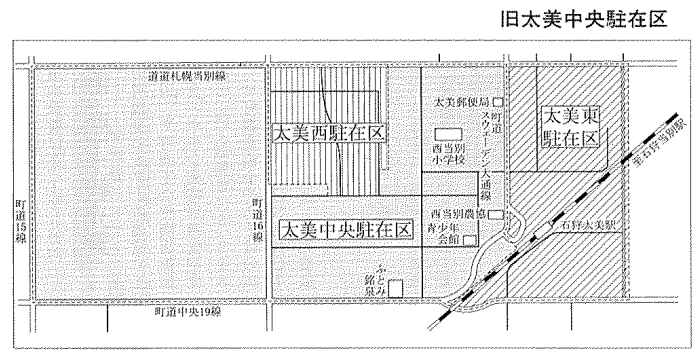 旧太美中央駐在区
道道札幌当別線
太美郵便局
町道
スウェーデン大通線
太美東
駐在区
太美西駐在区
西当別
小学校
至石狩当別駅
町道15線
町道16線
太美中央駐在区
西当別農協
青少年
会館
石狩太美駅
ふとみ
銘泉
町道中央19線